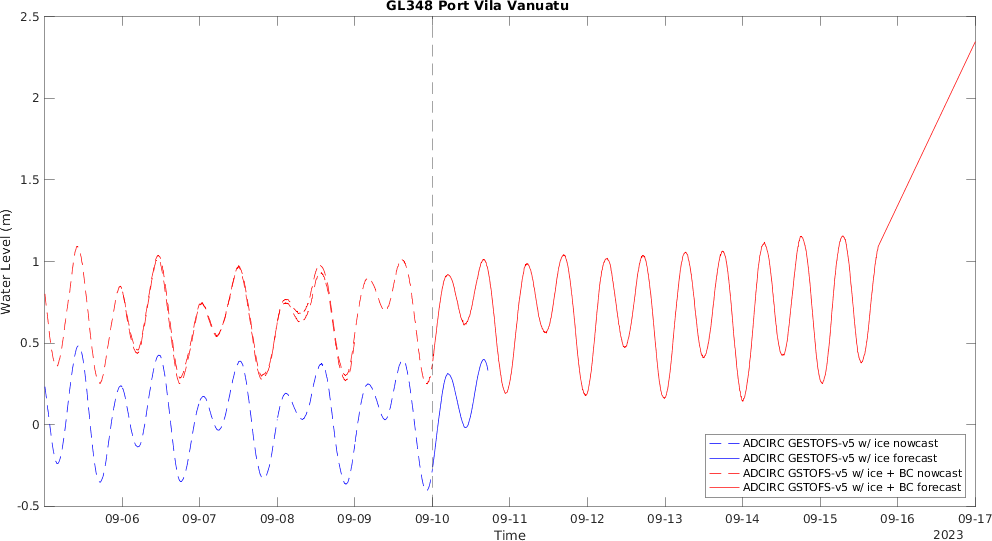 GL348 Port Vila Vanuatu
2.5
2
1.5
1
0.5
0
-0.5
Water Level (m)
ADCIRC GESTOFS-v5 w/ ice nowcast
ADCIRC GESTOFS-v5 w/ ice forecast
ADCIRC GSTOFS-v5 w/ ice + BC nowcast
ADCIRC GSTOFS-v5 w/ ice + BC forecast
09-06 09-07 09-08 09-09 09-10 09-11 09-12 09-13 09-14 09-15 09-16 09-17
Time
2023